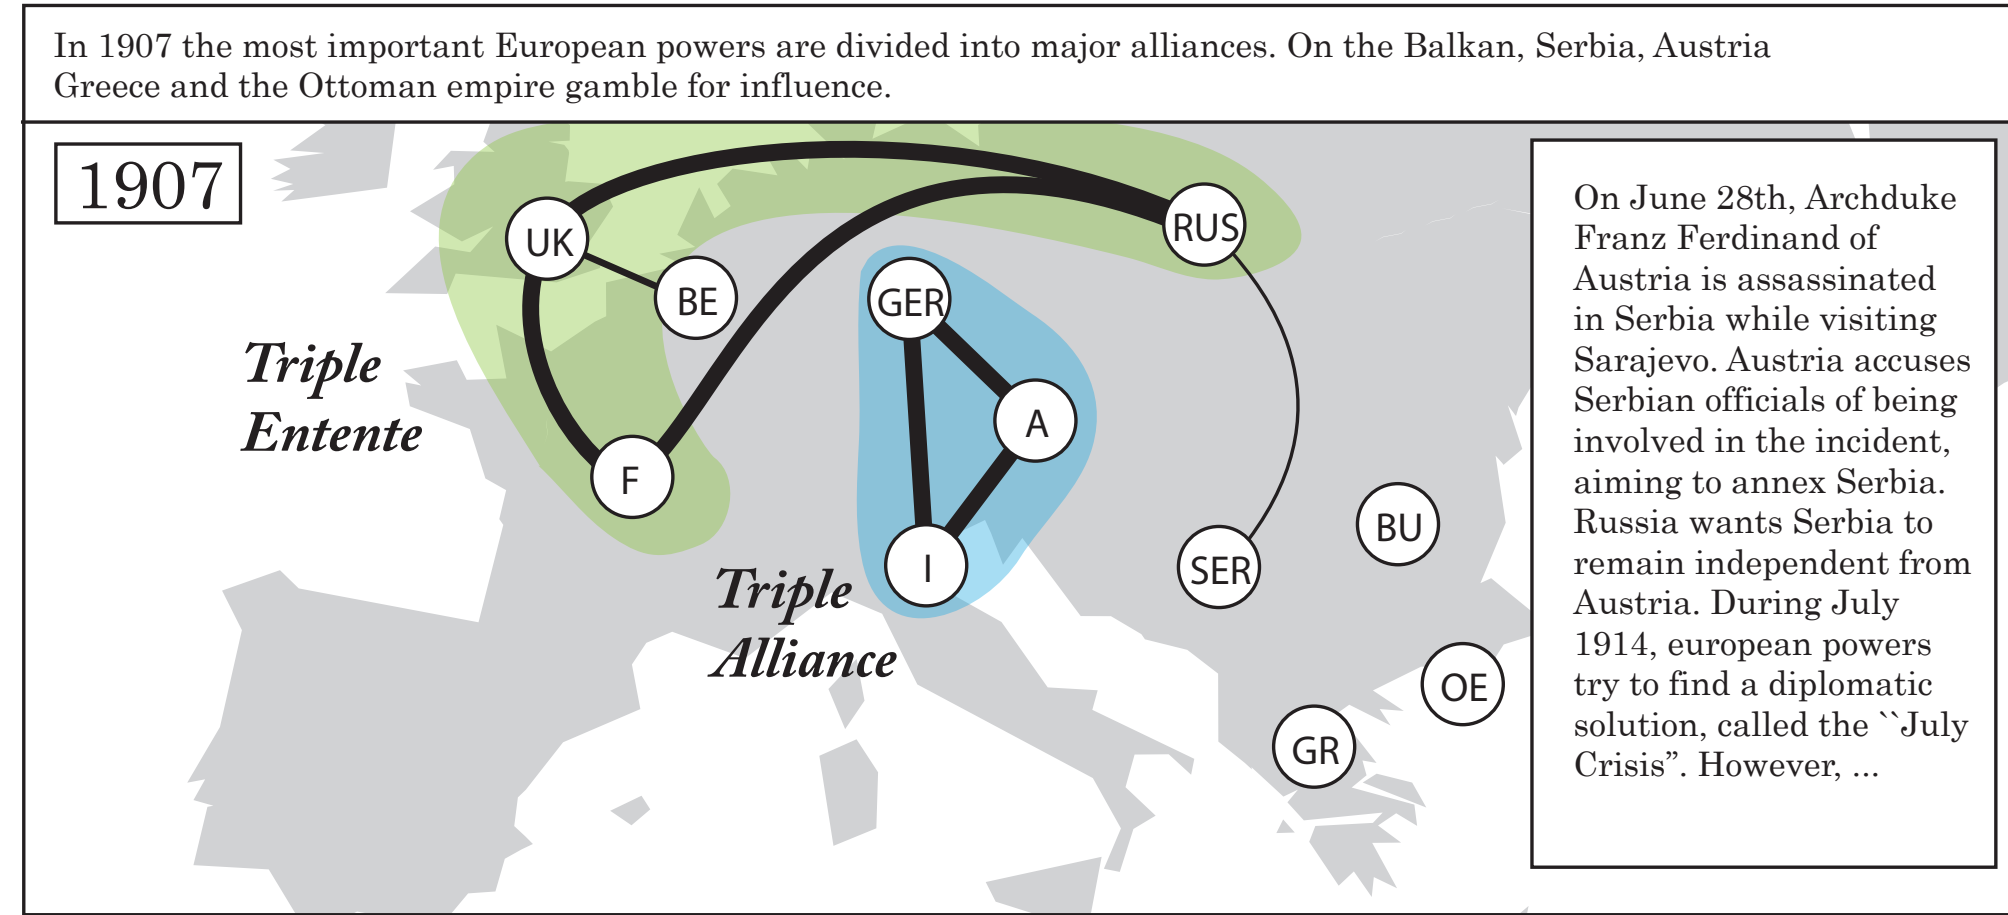 In 1907 the most important European powers are divided into major alliances. On the Balkan, Serbia, Austria
Greece and the Ottoman empire gamble for influence.
1907
UK
BE
RUS
GER
A
F
I
SER
BU
OE
GR
Triple
Entente
Triple
Alliance
On June 28th, Archduke
Franz Ferdinand of
Austria is assassinated
in Serbia while visiting
Sarajevo. Austria accuses
Serbian officials of being
involved in the incident,
aiming to annex Serbia.
Russia wants Serbia to
remain independent from
Austria. During July
1914, european powers
try to find a diplomatic
solution, called the ``July
Crisis”. However, ...